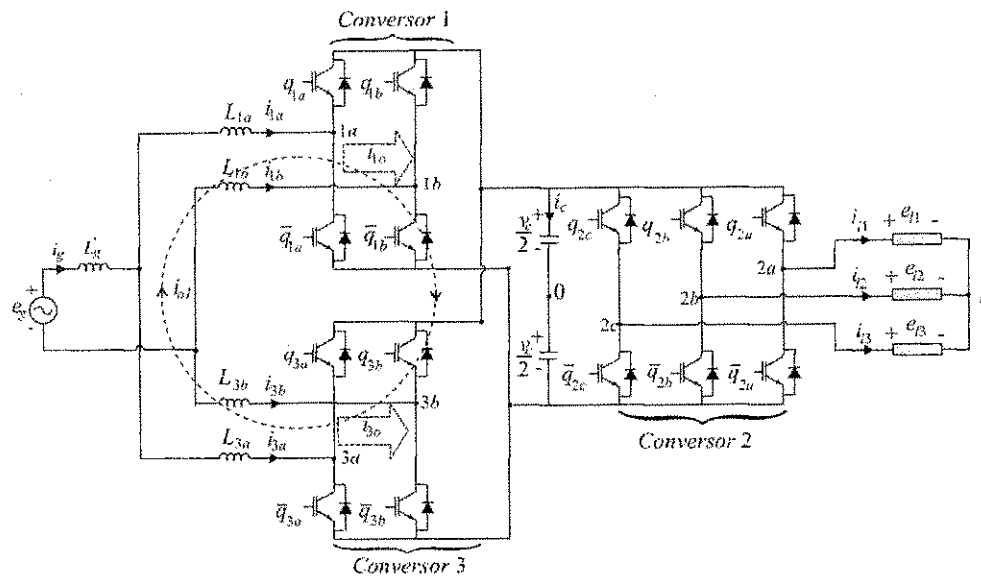 Conversor 1
q1a
q1b
L1a
i1a
1a
i1o
i1b
1b
q̅1a
q̅1b
ig
Lg
eg
+
-
q3a
q3b
L3b
i3b
3b
i3o
L3a
i3a
3a
q̅3a
q̅3b
Conversor 3
vc/2
+
-
ic
0
vc/2
+
-
q2c
q2b
q2a
2a
2b
2c
q̅2c
q̅2b
q̅2a
Conversor 2
il1
+ el1 -
il2
+ el2 -
il3
+ el3 -